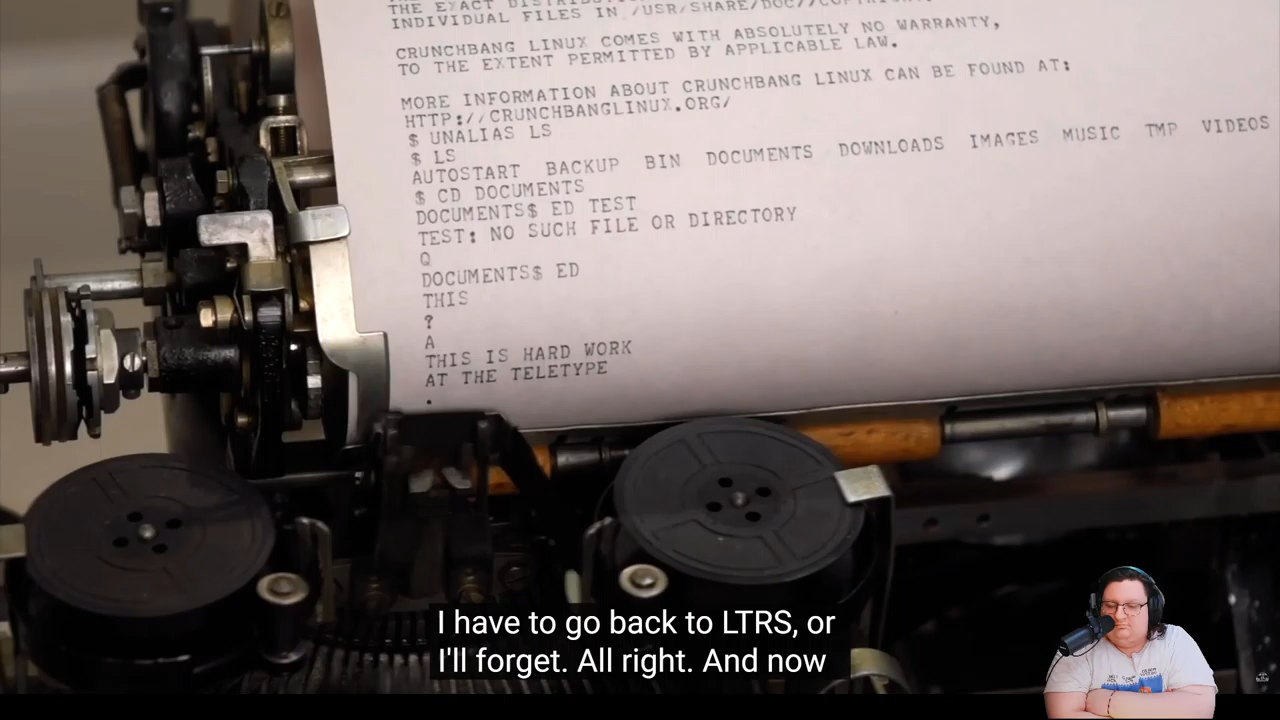 THE EXACT DISTRIBUTION
INDIVIDUAL FILES IN /USR/SHARE/DOC//COPYRIGHT.
CRUNCHBANG LINUX COMES WITH ABSOLUTELY NO WARRANTY,
TO THE EXTENT PERMITTED BY APPLICABLE LAW.
MORE INFORMATION ABOUT CRUNCHBANG LINUX CAN BE FOUND AT:
HTTP://CRUNCHBANGLINUX.ORG/
$ UNALIAS LS
$ LS
AUTOSTART BACKUP BIN DOCUMENTS DOWNLOADS IMAGES MUSIC TMP VIDEOS
$ CD DOCUMENTS
DOCUMENTS$ ED TEST
TEST: NO SUCH FILE OR DIRECTORY
Q
DOCUMENTS$ ED
THIS
?
A
THIS IS HARD WORK
AT THE TELETYPE
.
I have to go back to LTRS, or
I'll forget. All right. And now